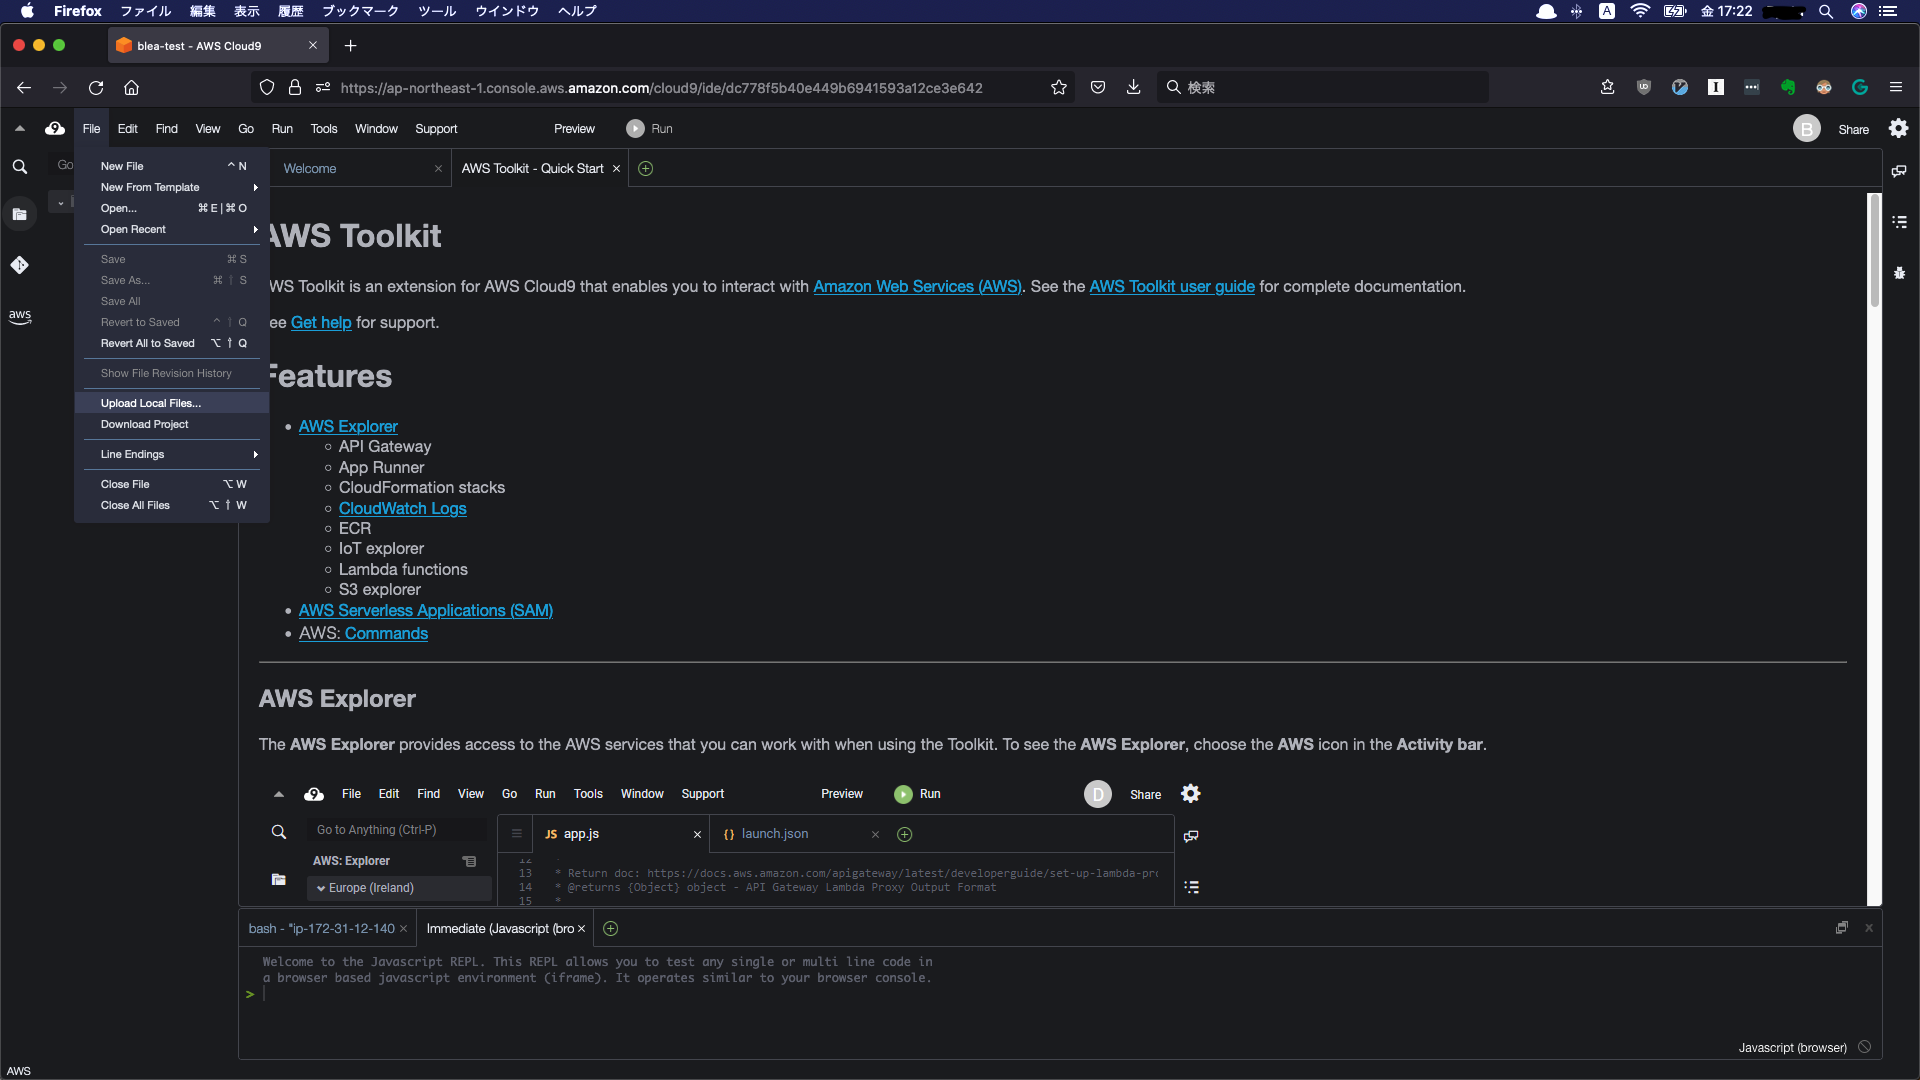 Firefox ファイル 編集 表示 履歴 ブックマーク ツール ウインドウ ヘルプ A 金 17:22
blea-test - AWS Cloud9
https://ap-northeast-1.console.aws.amazon.com/cloud9/ide/dc778f5b40e449b6941593a12ce3e642 検索
9 File Edit Find View Go Run Tools Window Support Preview Run B Share
Go
New File ^ N
New From Template
Open... ⌘ E | ⌘ O
Open Recent
Save ⌘ S
Save As... ⌘ ⇧ S
Save All
Revert to Saved ^ ⇧ Q
Revert All to Saved ⌥ ⇧ Q
Show File Revision History
Upload Local Files...
Download Project
Line Endings
Close File ⌥ W
Close All Files ⌥ ⇧ W
aws
Welcome
AWS Toolkit - Quick Start
AWS Toolkit
WS Toolkit is an extension for AWS Cloud9 that enables you to interact with Amazon Web Services (AWS). See the AWS Toolkit user guide for complete documentation.
ee Get help for support.
Features
AWS Explorer
API Gateway
App Runner
CloudFormation stacks
CloudWatch Logs
ECR
IoT explorer
Lambda functions
S3 explorer
AWS Serverless Applications (SAM)
AWS: Commands
AWS Explorer
The AWS Explorer provides access to the AWS services that you can work with when using the Toolkit. To see the AWS Explorer, choose the AWS icon in the Activity bar.
9 File Edit Find View Go Run Tools Window Support Preview Run D Share
Go to Anything (Ctrl-P)
JS app.js
{} launch.json
AWS: Explorer
Europe (Ireland)
12
13 * Return doc: https://docs.aws.amazon.com/apigateway/latest/developerguide/set-up-lambda-pro
14 * @returns {Object} object - API Gateway Lambda Proxy Output Format
15 *
bash - "ip-172-31-12-140
Immediate (Javascript (bro
Welcome to the Javascript REPL. This REPL allows you to test any single or multi line code in
a browser based javascript environment (iframe). It operates similar to your browser console.
>
Javascript (browser)
AWS